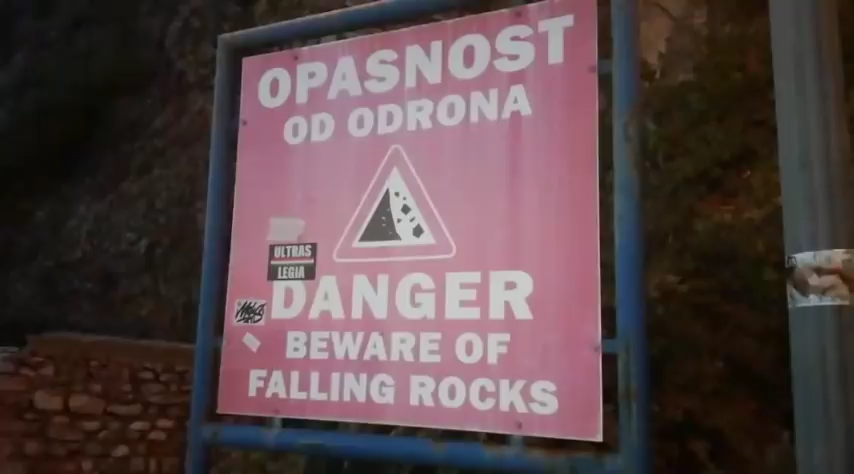 OPASNOST
OD ODRONA
ULTRAS
LEGIA
DANGER
BEWARE OF
FALLING ROCKS